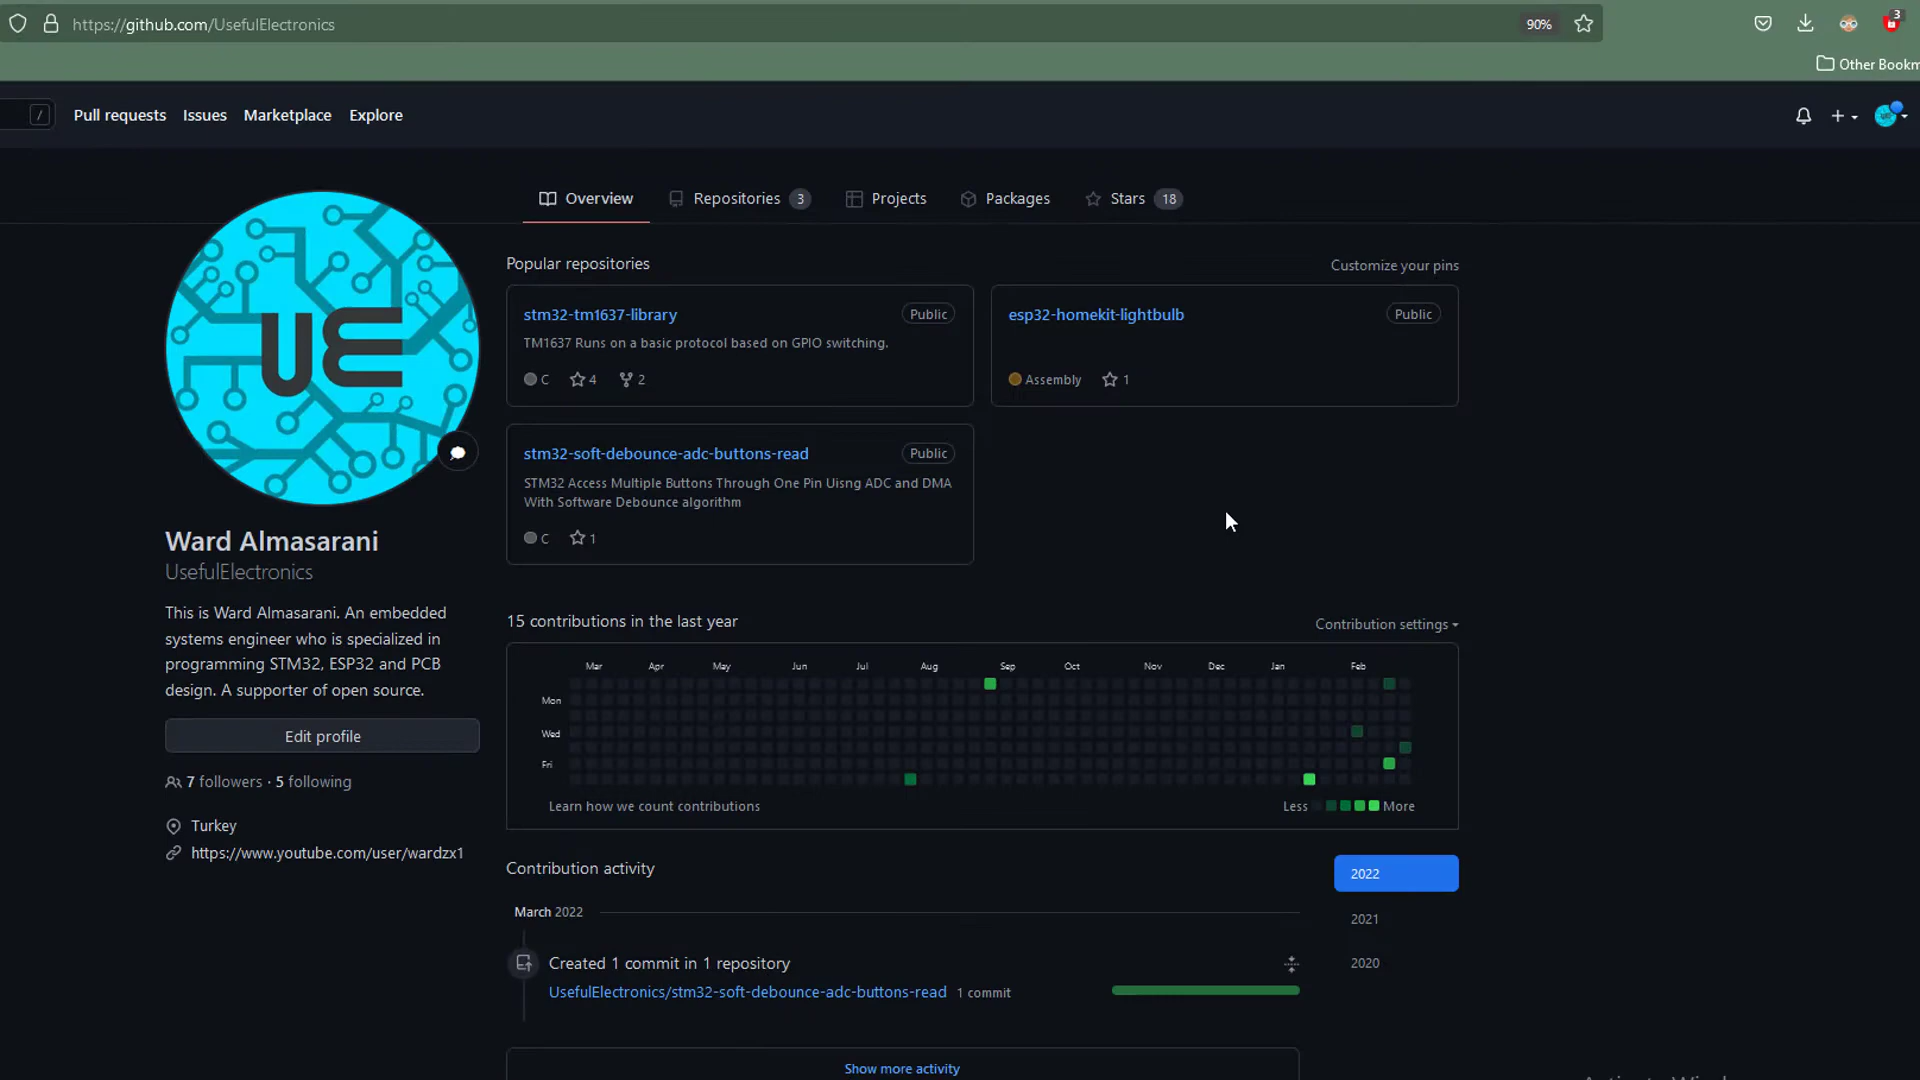 https://github.com/UsefulElectronics
90%
3
Other Bookm
/
Pull requests Issues Marketplace Explore
Overview Repositories 3 Projects Packages Stars 18
UE
Popular repositories
Customize your pins
stm32-tm1637-library Public
TM1637 Runs on a basic protocol based on GPIO switching.
C 4 2
esp32-homekit-lightbulb Public
Assembly 1
stm32-soft-debounce-adc-buttons-read Public
STM32 Access Multiple Buttons Through One Pin Uisng ADC and DMA
With Software Debounce algorithm
C 1
Ward Almasarani
UsefulElectronics
This is Ward Almasarani. An embedded
systems engineer who is specialized in
programming STM32, ESP32 and PCB
design. A supporter of open source.
Edit profile
7 followers · 5 following
Turkey
https://www.youtube.com/user/wardzx1
15 contributions in the last year
Contribution settings
Mar Apr May Jun Jul Aug Sep Oct Nov Dec Jan Feb
Mon
Wed
Fri
Learn how we count contributions
Less More
Contribution activity
2022
2021
2020
March 2022
Created 1 commit in 1 repository
UsefulElectronics/stm32-soft-debounce-adc-buttons-read 1 commit
Show more activity